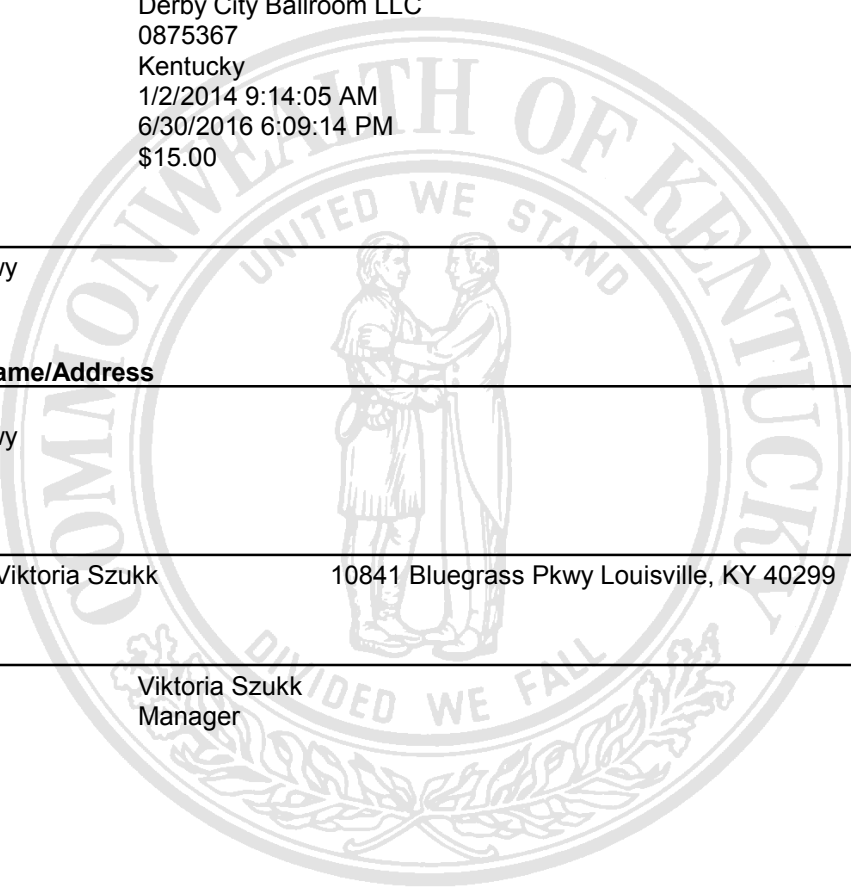 Derby City Ballroom LLC
0875367
Kentucky
1/2/2014 9:14:05 AM
6/30/2016 6:09:14 PM
$15.00
COMMONWEALTH OF KENTUCKY
UNITED WE STAND
wy
ame/Address
wy
Viktoria Szukk 10841 Bluegrass Pkwy Louisville, KY 40299
DIVIDED WE FALL
Viktoria Szukk
Manager